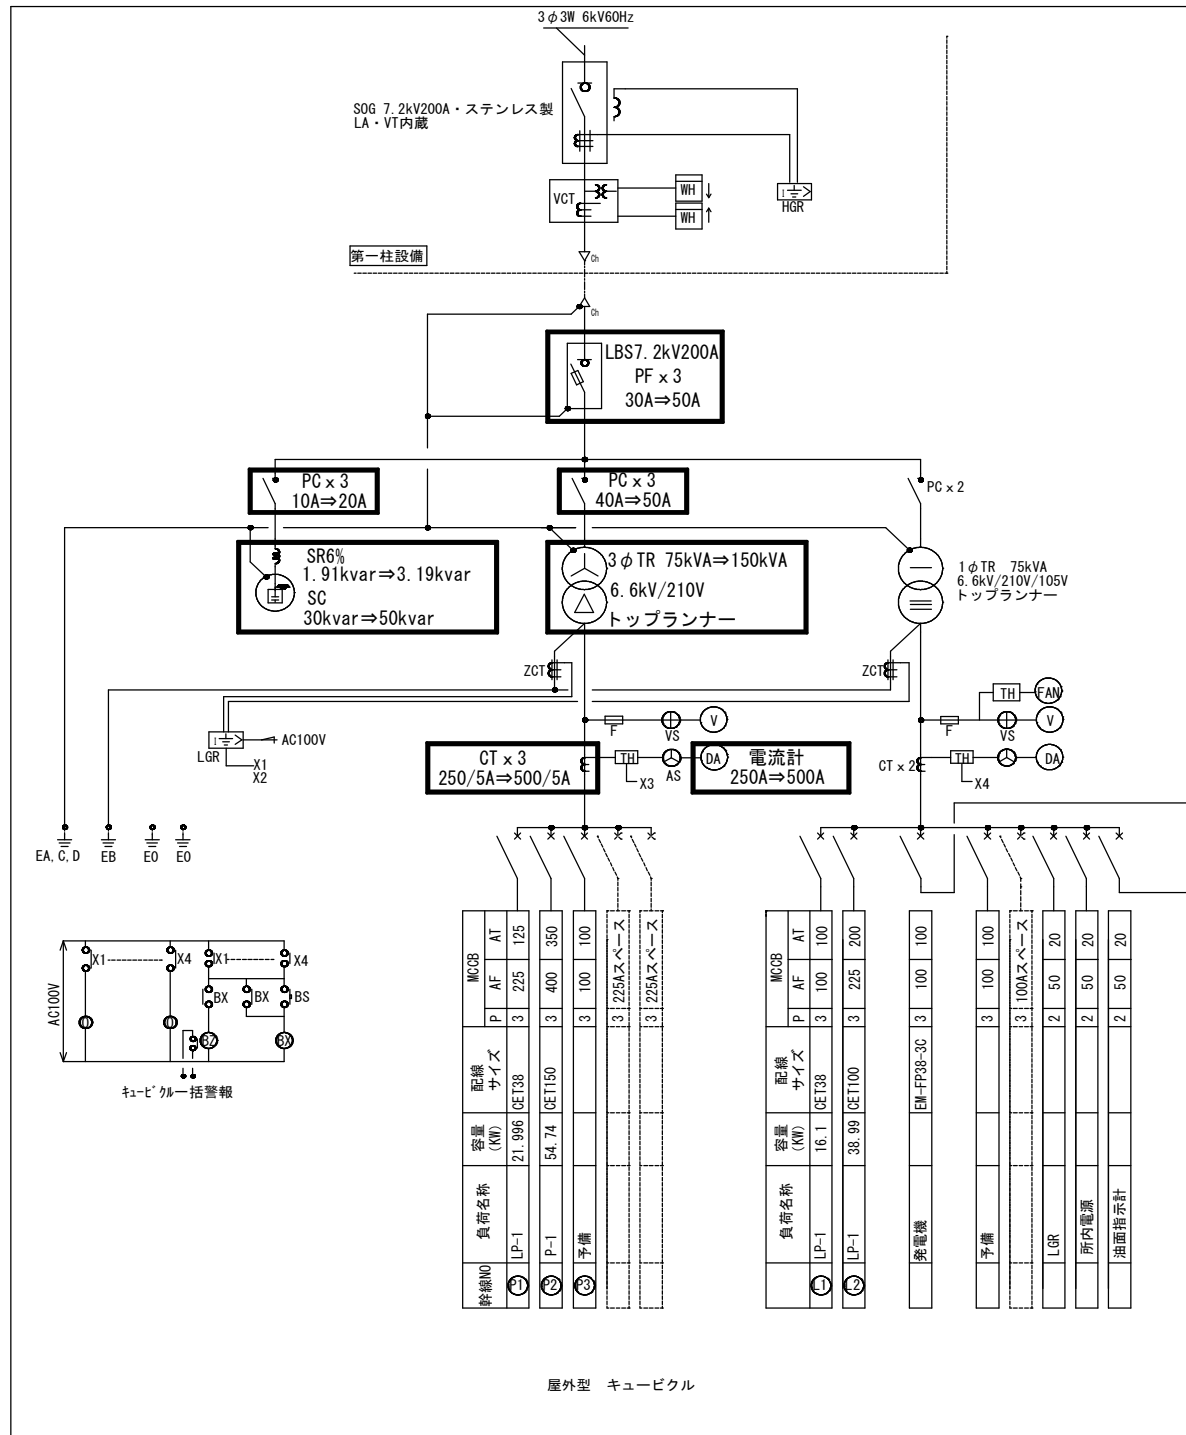 3φ3W 6kV60Hz
SOG 7.2kV200A・ステンレス製
LA・VT内蔵
VCT
WH
WH
I
HGR
第一柱設備
Ch
Ch
LBS7.2kV200A
PF x 3
30A⇒50A
PC x 3
10A⇒20A
PC x 3
40A⇒50A
PC x 2
SR6%
1.91kvar⇒3.19kvar
SC
30kvar⇒50kvar
3φTR 75kVA⇒150kVA
6.6kV/210V
トップランナー
1φTR 75kVA
6.6kV/210V/105V
トップランナー
ZCT
ZCT
TH
FAN
F
VS
V
F
VS
V
I
AC100V
LGR
X1
X2
CT x 3
250/5A⇒500/5A
TH
X3
AS
DA
電流計
250A⇒500A
CT x 2
TH
X4
DA
EA, C, D
EB
EO
EO
AC100V
X1
X4
X1
X4
BX
BX
BS
BZ
BX
キュービクル一括警報
MCCB
AT
AF
P
配線サイズ
容量(KW)
負荷名称
幹線NO
125
225
3
CET38
21.996
LP-1
P1
350
400
3
CET150
54.74
P-1
P2
100
100
3
予備
P3
3 225Aスペース
3 225Aスペース
MCCB
AT
AF
P
配線サイズ
容量(KW)
負荷名称
100
100
3
CET38
16.1
LP-1
L1
200
225
3
CET100
38.99
LP-1
L2
100
100
3
EM-FP38-3C
発電機
100
100
3
予備
3 100Aスペース
20
50
2
LGR
20
50
2
所内電源
20
50
2
油面指示計
屋外型 キュービクル